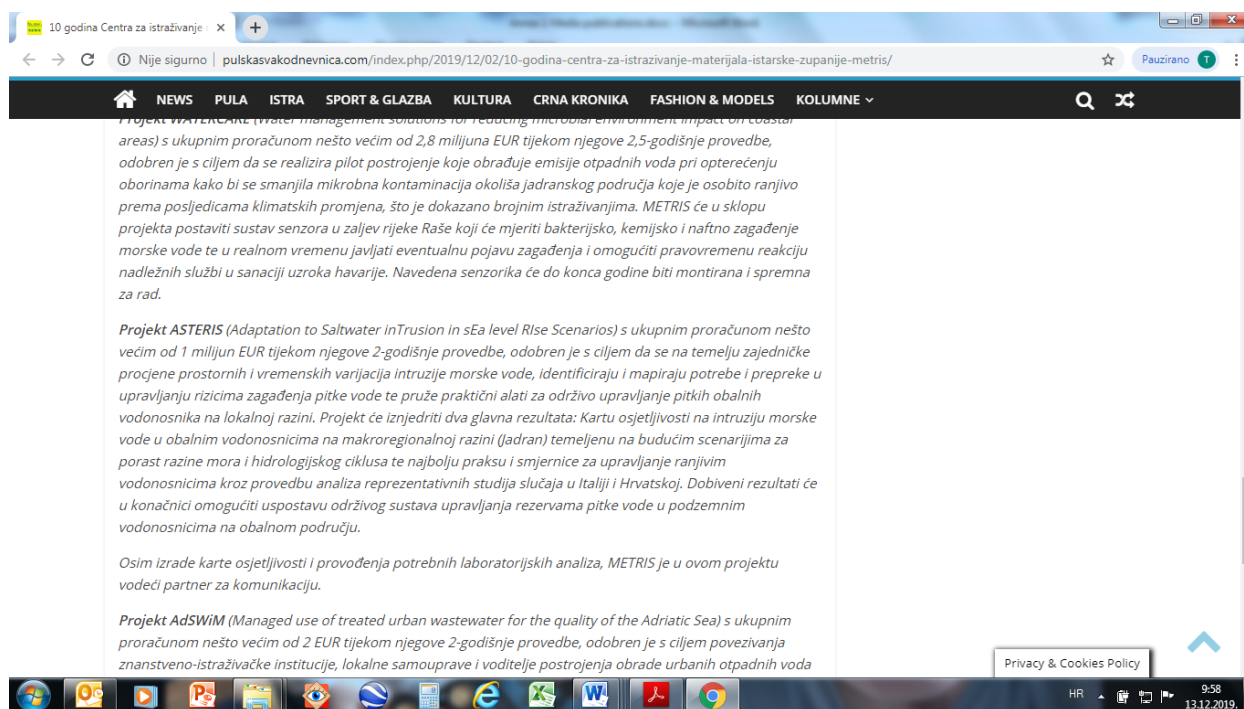 10 godina Centra za istraživanje
Nije sigurno | pulskasvakodnevnica.com/index.php/2019/12/02/10-godina-centra-za-istrazivanje-materijala-istarske-zupanije-metris/
Pauzirano T
NEWS PULA ISTRA SPORT & GLAZBA KULTURA CRNA KRONIKA FASHION & MODELS KOLUMNE
Projekt WATERCARE (Water management solutions for reducing microbial environment impact on coastal
areas) s ukupnim proračunom nešto većim od 2,8 milijuna EUR tijekom njegove 2,5-godišnje provedbe,
odobren je s ciljem da se realizira pilot postrojenje koje obrađuje emisije otpadnih voda pri opterećenju
oborinama kako bi se smanjila mikrobna kontaminacija okoliša jadranskog područja koje je osobito ranjivo
prema posljedicama klimatskih promjena, što je dokazano brojnim istraživanjima. METRIS će u sklopu
projekta postaviti sustav senzora u zaljev rijeke Raše koji će mjeriti bakterijsko, kemijsko i naftno zagađenje
morske vode te u realnom vremenu javljati eventualnu pojavu zagađenja i omogućiti pravovremenu reakciju
nadležnih službi u sanaciji uzroka havarije. Navedena senzorika će do konca godine biti montirana i spremna
za rad.
Projekt ASTERIS (Adaptation to Saltwater inTrusion in sEa level RIse Scenarios) s ukupnim proračunom nešto
većim od 1 milijun EUR tijekom njegove 2-godišnje provedbe, odobren je s ciljem da se na temelju zajedničke
procjene prostornih i vremenskih varijacija intruzije morske vode, identificiraju i mapiraju potrebe i prepreke u
upravljanju rizicima zagađenja pitke vode te pruže praktični alati za održivo upravljanje pitkih obalnih
vodonosnika na lokalnoj razini. Projekt će iznjedriti dva glavna rezultata: Kartu osjetljivosti na intruziju morske
vode u obalnim vodonosnicima na makroregionalnoj razini (Jadran) temeljenu na budućim scenarijima za
porast razine mora i hidrologijskog ciklusa te najbolju praksu i smjernice za upravljanje ranjivim
vodonosnicima kroz provedbu analiza reprezentativnih studija slučaja u Italiji i Hrvatskoj. Dobiveni rezultati će
u konačnici omogućiti uspostavu održivog sustava upravljanja rezervama pitke vode u podzemnim
vodonosnicima na obalnom području.
Osim izrade karte osjetljivosti i provođenja potrebnih laboratorijskih analiza, METRIS je u ovom projektu
vodeći partner za komunikaciju.
Projekt AdSWiM (Managed use of treated urban wastewater for the quality of the Adriatic Sea) s ukupnim
proračunom nešto većim od 2 EUR tijekom njegove 2-godišnje provedbe, odobren je s ciljem povezivanja
znanstveno-istraživačke institucije, lokalne samouprave i voditelje postrojenja obrade urbanih otpadnih voda
Privacy & Cookies Policy
HR
9:58
13.12.2019.